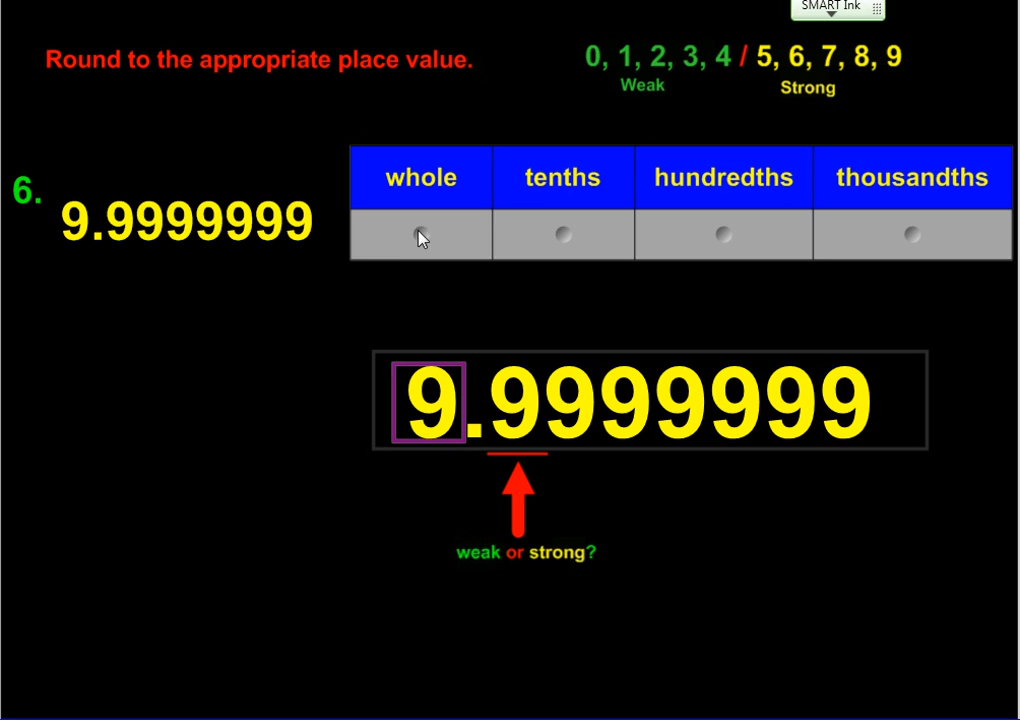 SMART Ink
Round to the appropriate place value.
0, 1, 2, 3, 4 / 5, 6, 7, 8, 9
Weak Strong
6.
9.9999999
whole tenths hundredths thousandths
9.9999999
weak or strong?